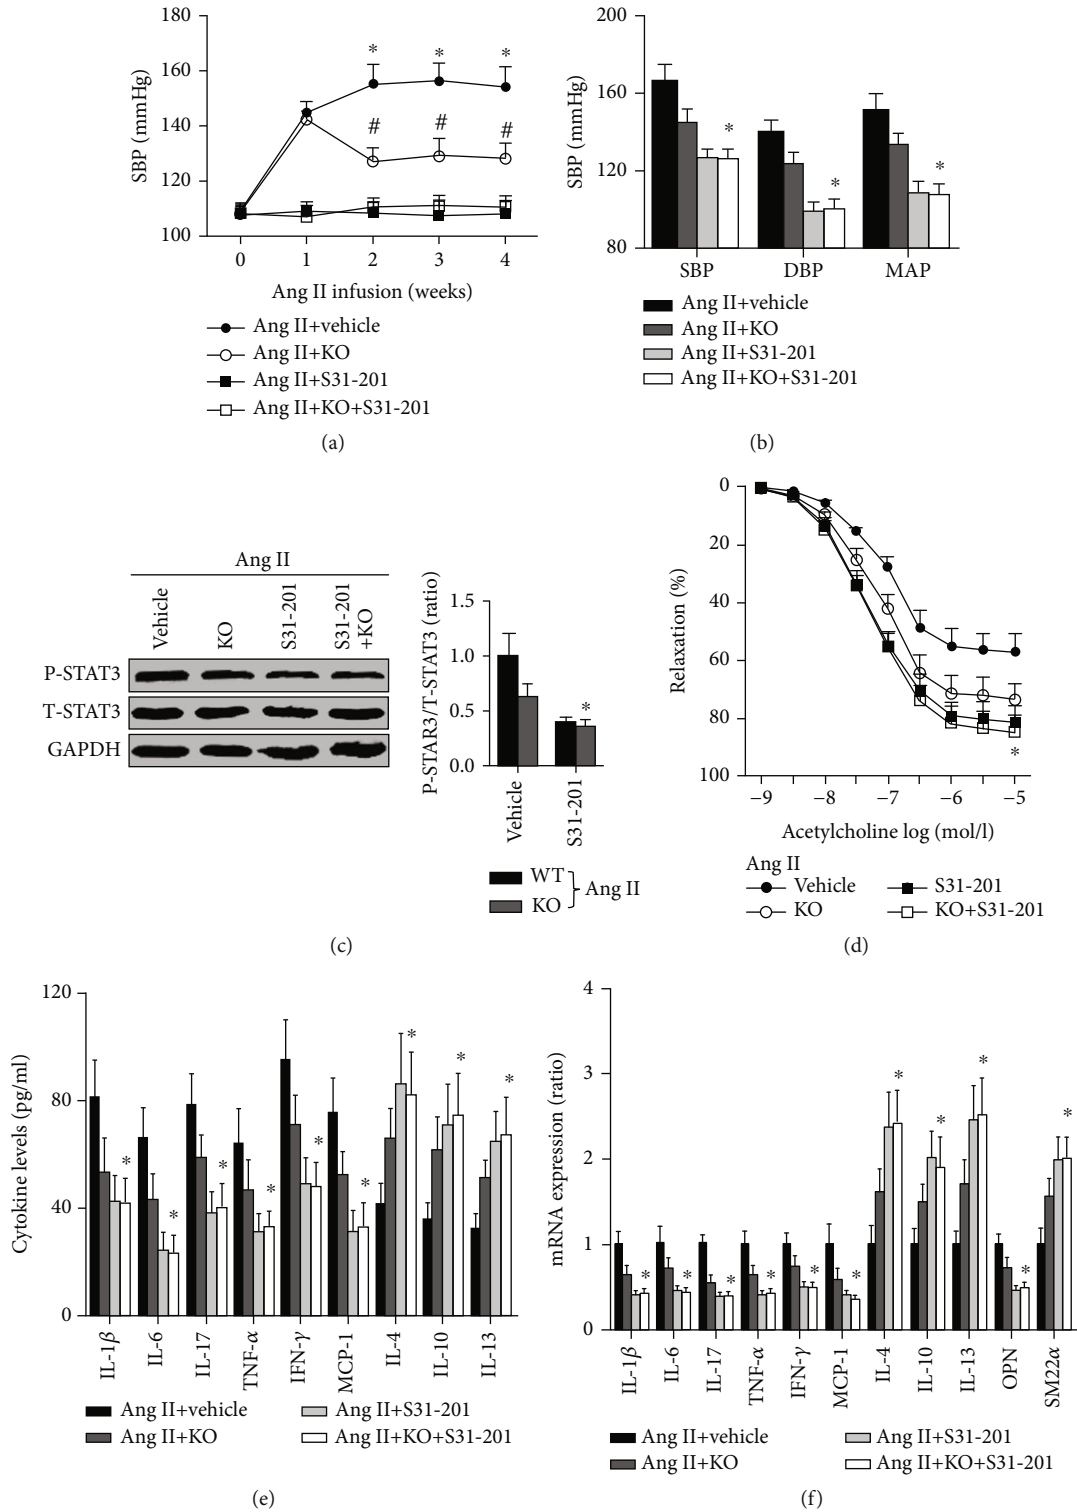 180
160
140
120
100
SBP (mmHg)
* * *
# # #
0 1 2 3 4
Ang II infusion (weeks)
Ang II+vehicle
Ang II+KO
Ang II+S31-201
Ang II+KO+S31-201
(a)
200
160
120
80
SBP (mmHg)
* * *
SBP DBP MAP
Ang II+vehicle
Ang II+KO
Ang II+S31-201
Ang II+KO+S31-201
(b)
Ang II
Vehicle
KO
S31-201
S31-201
+KO
P-STAT3
T-STAT3
GAPDH
1.5
1.0
0.5
0.0
P-STAR3/T-STAT3 (ratio)
*
Vehicle
S31-201
WT
KO
Ang II
(c)
0
20
40
60
80
100
Relaxation (%)
*
−9 −8 −7 −6 −5
Acetylcholine log (mol/l)
Ang II
Vehicle S31-201
KO KO+S31-201
(d)
120
80
40
0
Cytokine levels (pg/ml)
* * * * * * * * *
IL-1β
IL-6
IL-17
TNF-α
IFN-γ
MCP-1
IL-4
IL-10
IL-13
Ang II+vehicle Ang II+S31-201
Ang II+KO Ang II+KO+S31-201
(e)
4
3
2
1
0
mRNA expression (ratio)
* * * * * * * * * * *
IL-1β
IL-6
IL-17
TNF-α
IFN-γ
MCP-1
IL-4
IL-10
IL-13
OPN
SM22α
Ang II+vehicle Ang II+S31-201
Ang II+KO Ang II+KO+S31-201
(f)